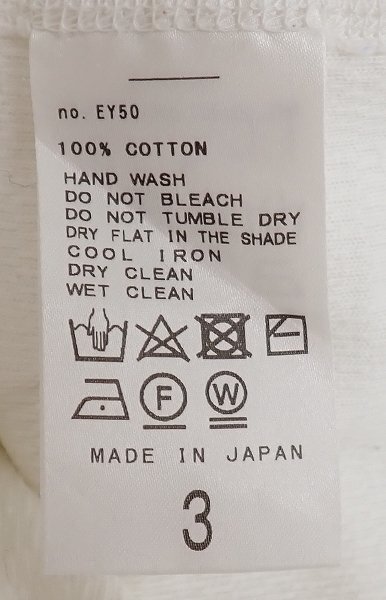 no. EY50
100% COTTON
HAND WASH
DO NOT BLEACH
DO NOT TUMBLE DRY
DRY FLAT IN THE SHADE
COOL IRON
DRY CLEAN
WET CLEAN
F W
MADE IN JAPAN
3